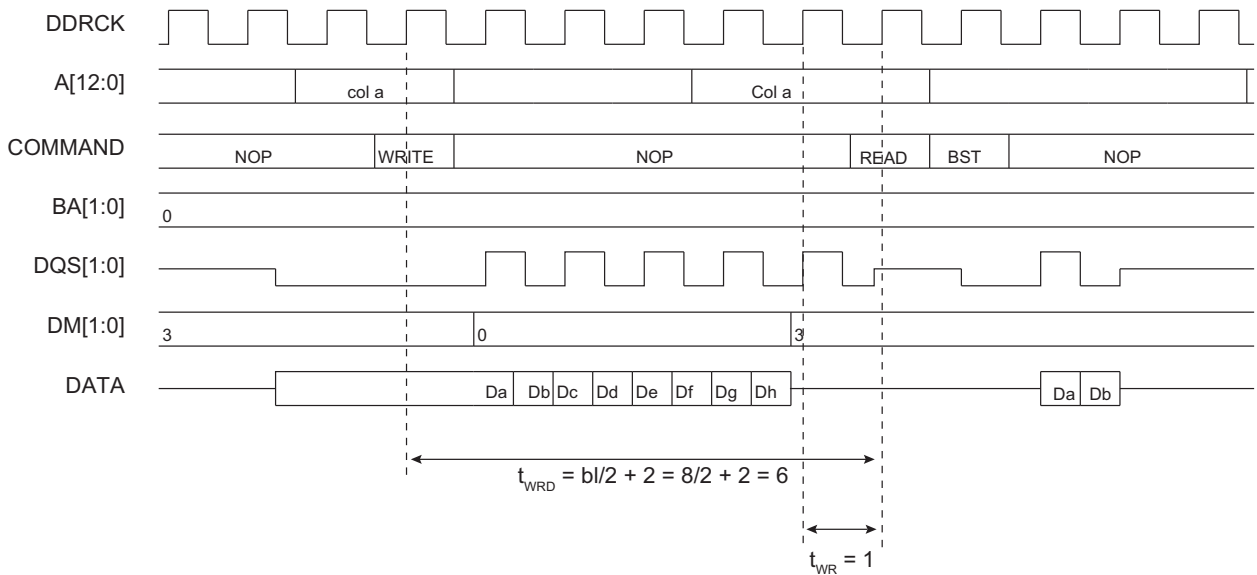 DDRCK
A[12:0] col a Col a
COMMAND NOP WRITE NOP READ BST NOP
BA[1:0] 0
DQS[1:0]
DM[1:0] 3 0 3
DATA Da Db Dc Dd De Df Dg Dh Da Db
tWRD = bl/2 + 2 = 8/2 + 2 = 6
tWR = 1